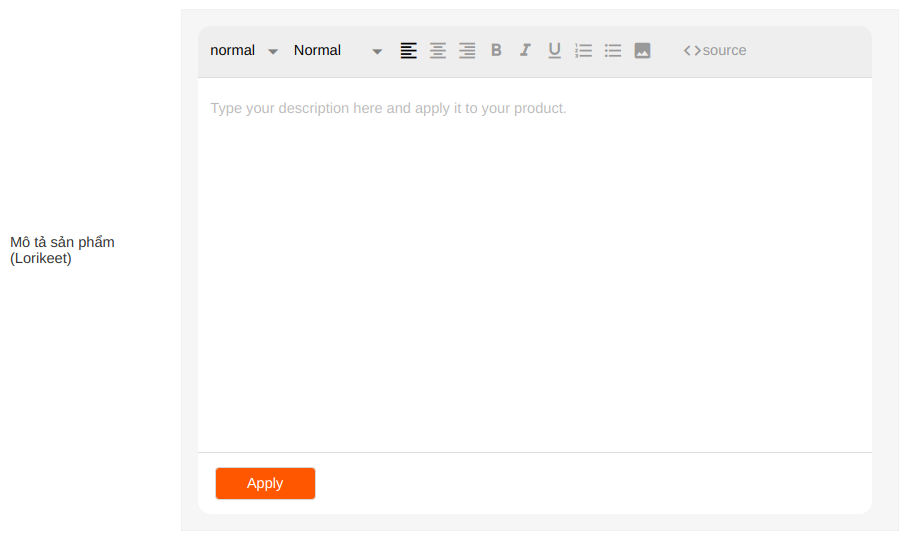 normal Normal B I U source
Type your description here and apply it to your product.
Mô tả sản phẩm
(Lorikeet)
Apply